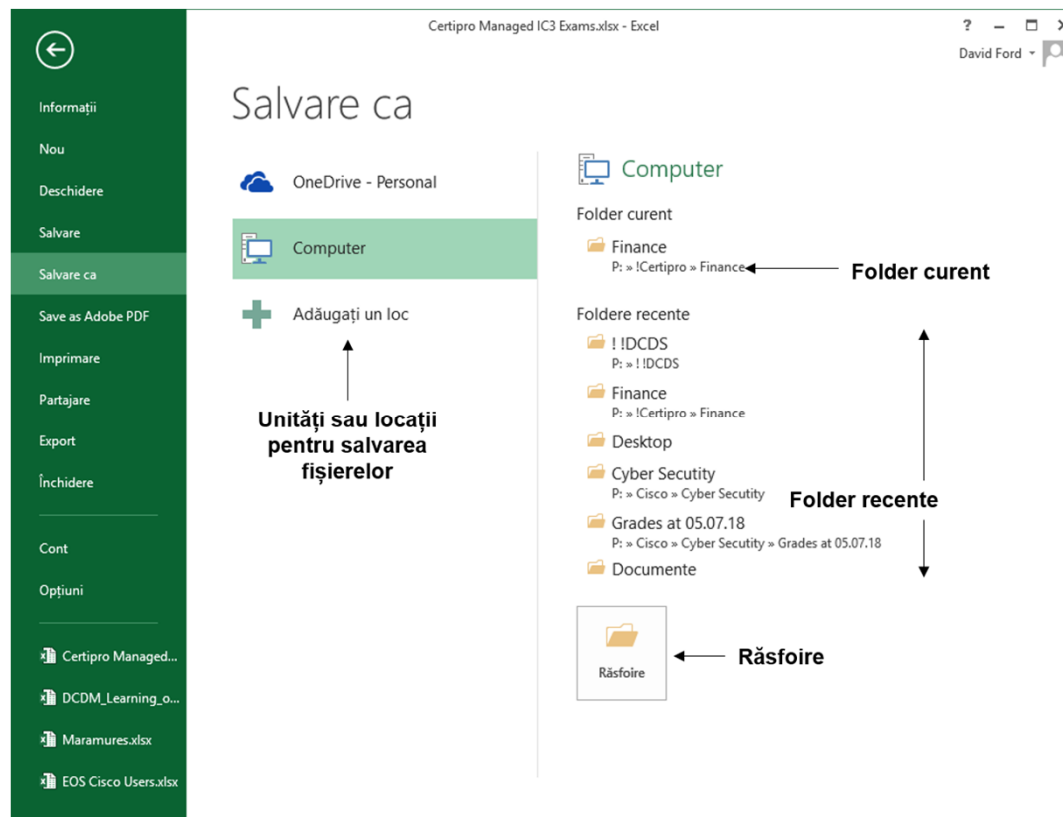 Certipro Managed IC3 Exams.xlsx - Excel
?
David Ford
Informații
Nou
Deschidere
Salvare
Salvare ca
Save as Adobe PDF
Imprimare
Partajare
Export
Închidere
Cont
Opțiuni
Certipro Managed...
DCDM_Learning_o...
Maramures.xlsx
EOS Cisco Users.xlsx
Salvare ca
OneDrive - Personal
Computer
Adăugați un loc
Unități sau locații
pentru salvarea
fișierelor
Computer
Folder curent
Finance
P: » !Certipro » Finance
Folder curent
Foldere recente
! !DCDS
P: » ! !DCDS
Finance
P: » !Certipro » Finance
Desktop
Cyber Secutity
P: » Cisco » Cyber Secutity
Folder recente
Grades at 05.07.18
P: » Cisco » Cyber Secutity » Grades at 05.07.18
Documente
Răsfoire
Răsfoire